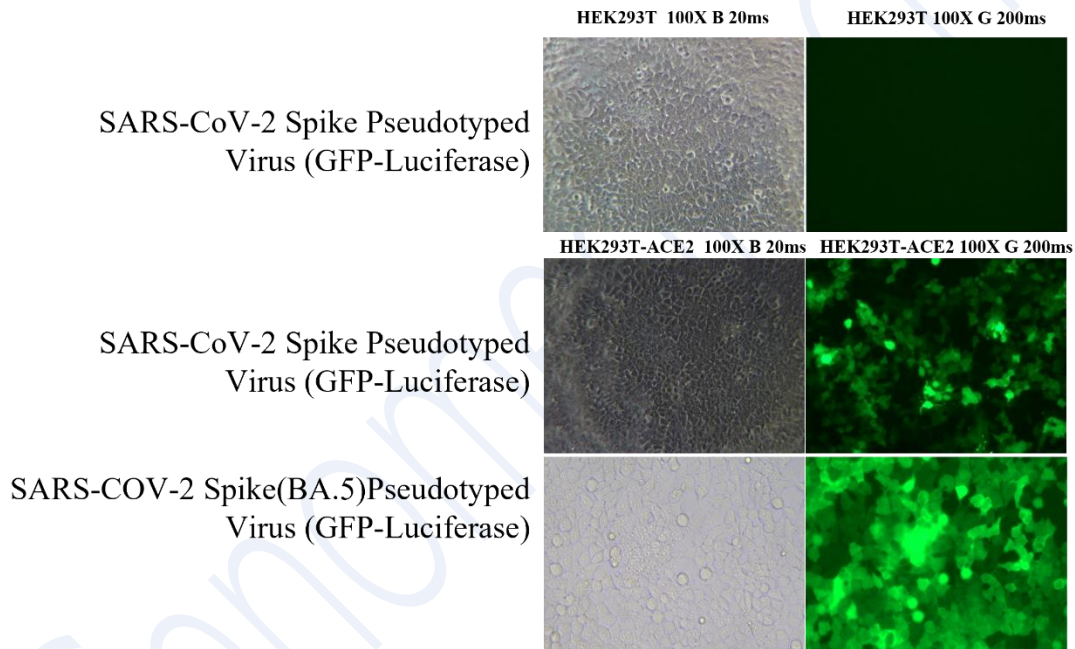 HEK293T 100X B 20ms
HEK293T 100X G 200ms
SARS-CoV-2 Spike Pseudotyped
Virus (GFP-Luciferase)
HEK293T-ACE2 100X B 20ms
HEK293T-ACE2 100X G 200ms
SARS-CoV-2 Spike Pseudotyped
Virus (GFP-Luciferase)
SARS-COV-2 Spike(BA.5)Pseudotyped
Virus (GFP-Luciferase)